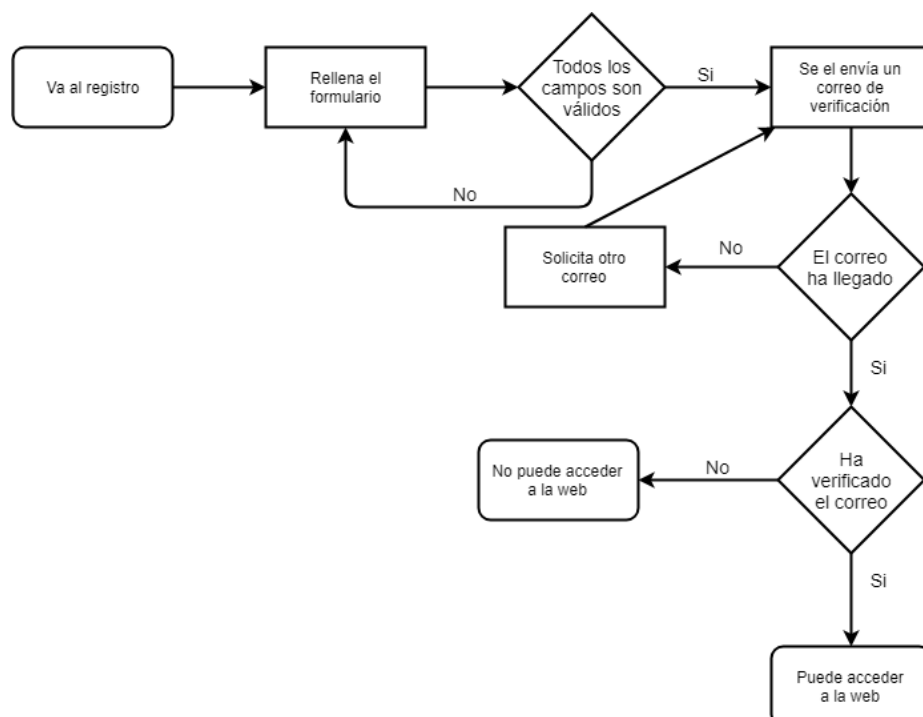 Va al registro
Rellena el
formulario
Todos los
campos son
válidos
Si
Se el envía un
correo de
verificación
No
Solicita otro
correo
No
El correo
ha llegado
Si
No puede acceder
a la web
No
Ha
verificado
el correo
Si
Puede acceder
a la web